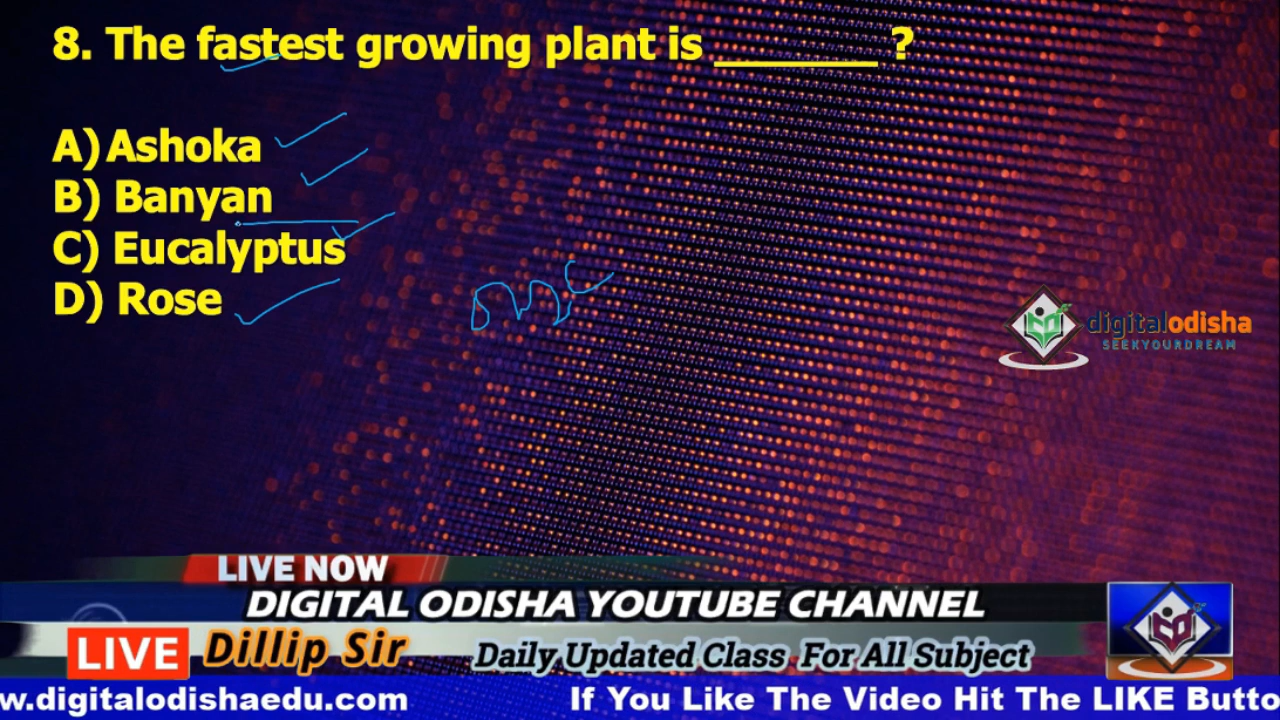 8. The fastest growing plant is __________ ?
A) Ashoka
B) Banyan
C) Eucalyptus
D) Rose
digitalodisha
SEEKYOURDREAM
LIVE NOW
DIGITAL ODISHA YOUTUBE CHANNEL
LIVE Dillip Sir Daily Updated Class For All Subject
w.digitalodishaedu.com If You Like The Video Hit The LIKE Butto